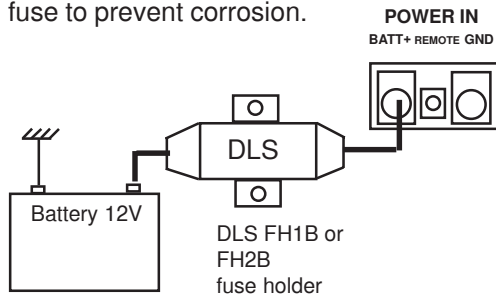 fuse to prevent corrosion.
POWER IN
BATT+ REMOTE GND
DLS
Battery 12V
DLS FH1B or
FH2B
fuse holder